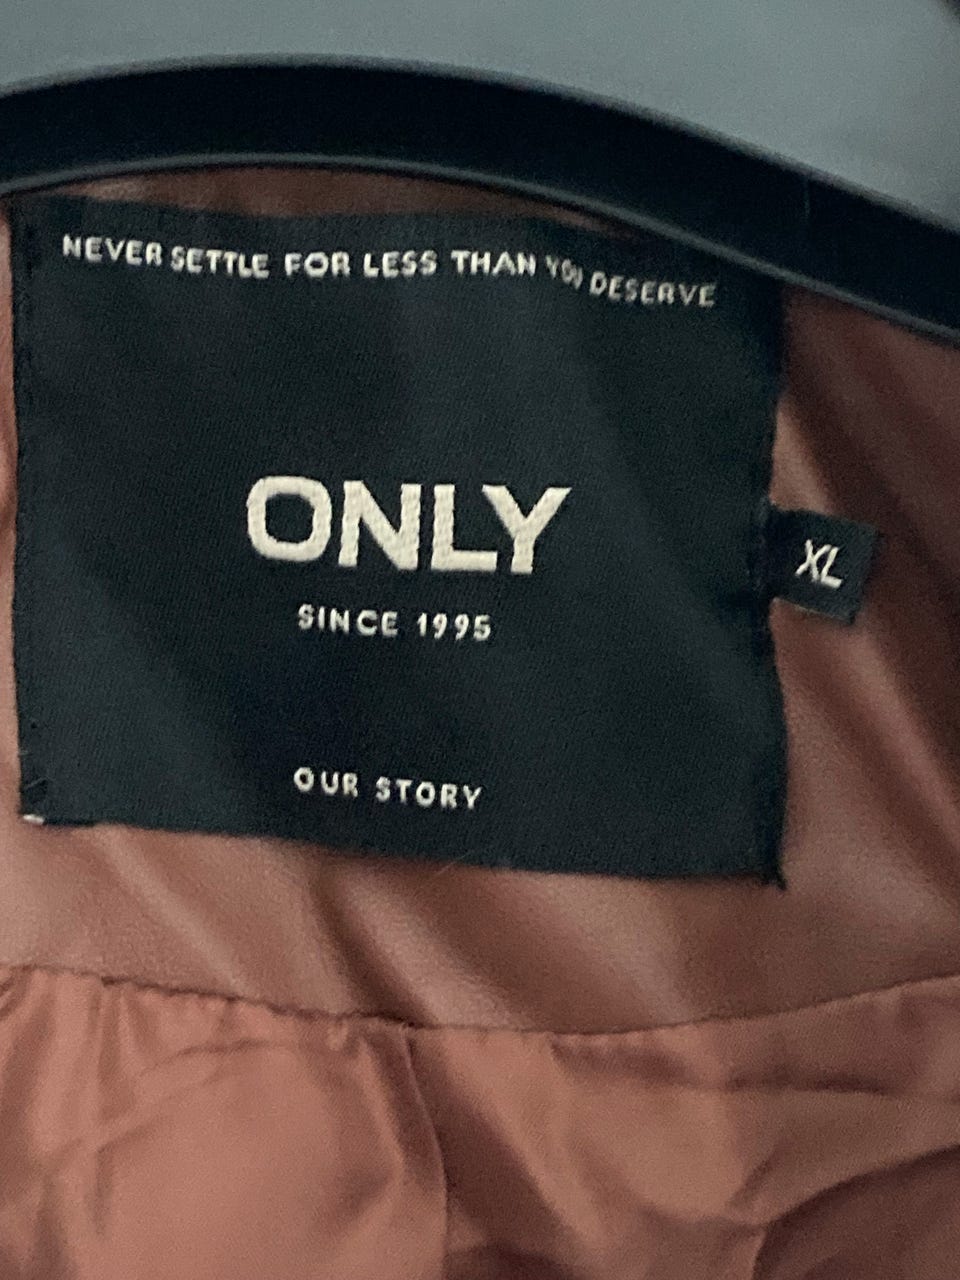 NEVER SETTLE FOR LESS THAN YOU DESERVE
ONLY
XL
SINCE 1995
OUR STORY